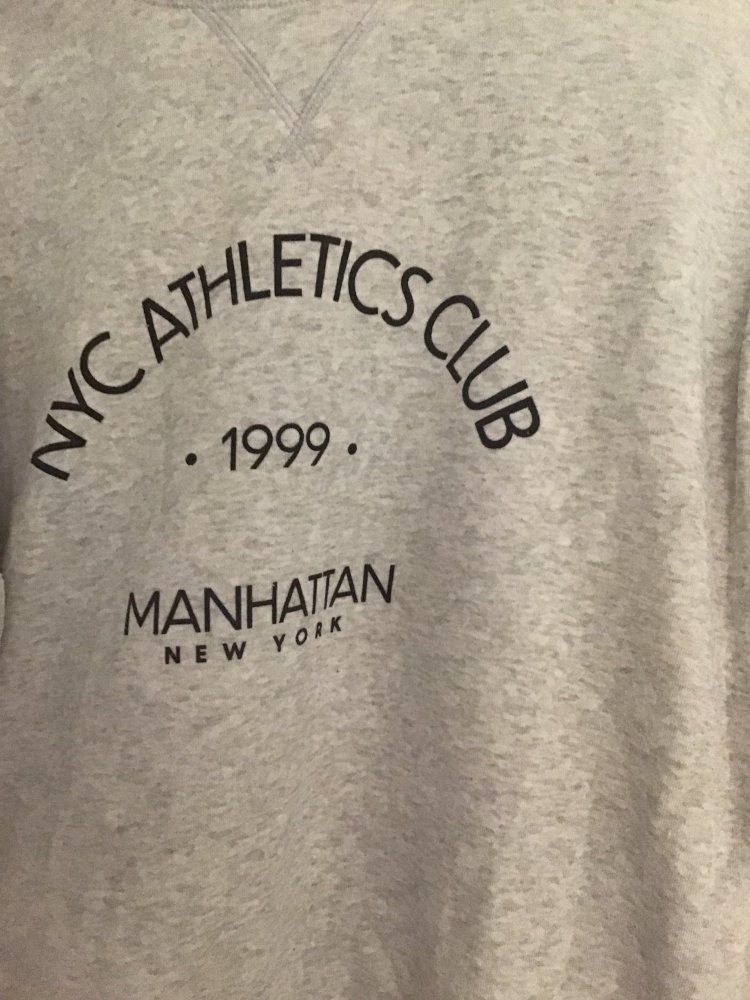 NYC ATHLETICS CLUB
· 1999 ·
MANHATTAN
NEW YORK